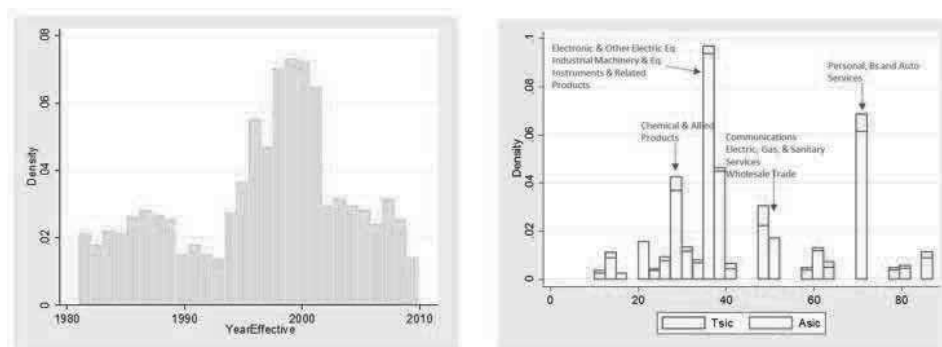 .08
.06
.04
.02
0
Density
1980
1990
2000
2010
YearEffective
.1
.08
.06
.04
.02
0
Density
Electronic & Other Electric Eq
Industrial Machinery & Eq
Instruments & Related
Products
Chemical & Allied
Products
Communications
Electric, Gas, & Sanitary
Services
Wholesale Trade
Personal, Bs and Auto
Services
0
20
40
60
80
Tsic
Asic